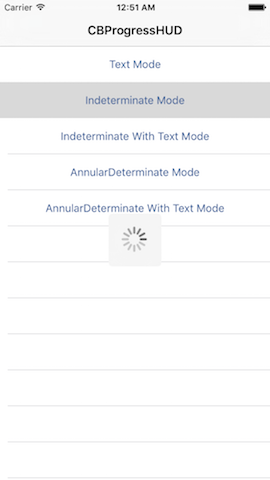 Carrier 12:51 AM
CBProgressHUD
Text Mode
Indeterminate Mode
Indeterminate With Text Mode
AnnularDeterminate Mode
AnnularDeterminate With Text Mode